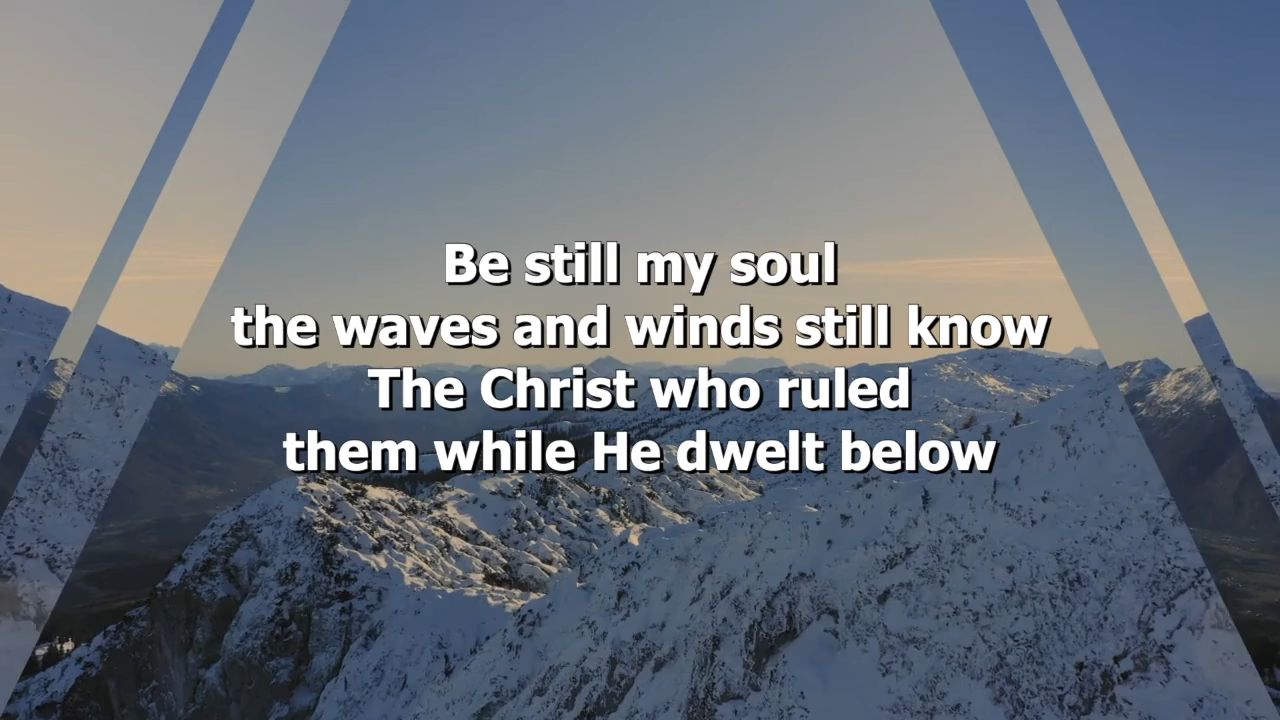 Be still my soul
the waves and winds still know
The Christ who ruled
them while He dwelt below